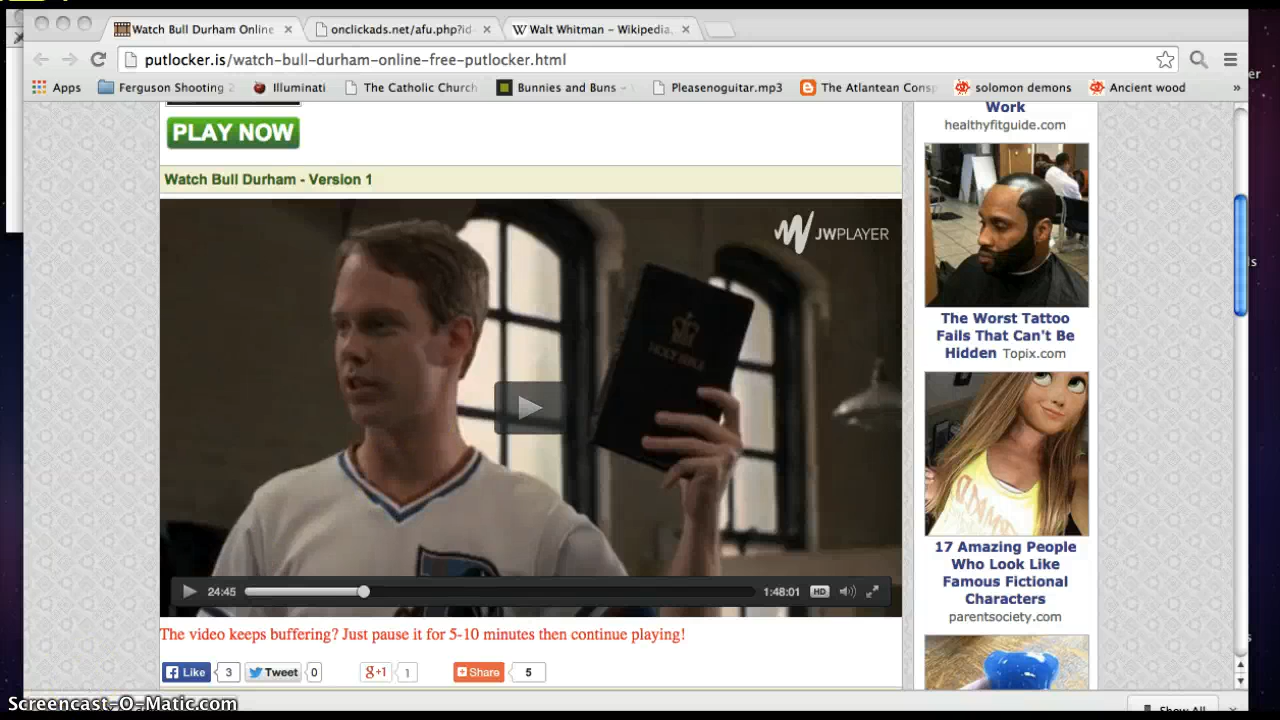 Watch Bull Durham Online
onclickads.net/afu.php?id=
Walt Whitman – Wikipedia,
putlocker.is/watch-bull-durham-online-free-putlocker.html
Apps
Ferguson Shooting 2
Illuminati
The Catholic Church
Bunnies and Buns -
Pleasenoguitar.mp3
The Atlantean Consp
solomon demons
Ancient wood
»
PLAY NOW
Watch Bull Durham - Version 1
JWPLAYER
HOLY BIBLE
24:45
1:48:01
HD
The video keeps buffering? Just pause it for 5-10 minutes then continue playing!
Like
3
Tweet
0
g+1
1
Share
5
Work
healthyfitguide.com
The Worst Tattoo
Fails That Can't Be
Hidden Topix.com
17 Amazing People
Who Look Like
Famous Fictional
Characters
parentsociety.com
Show All
Screencast-O-Matic.com